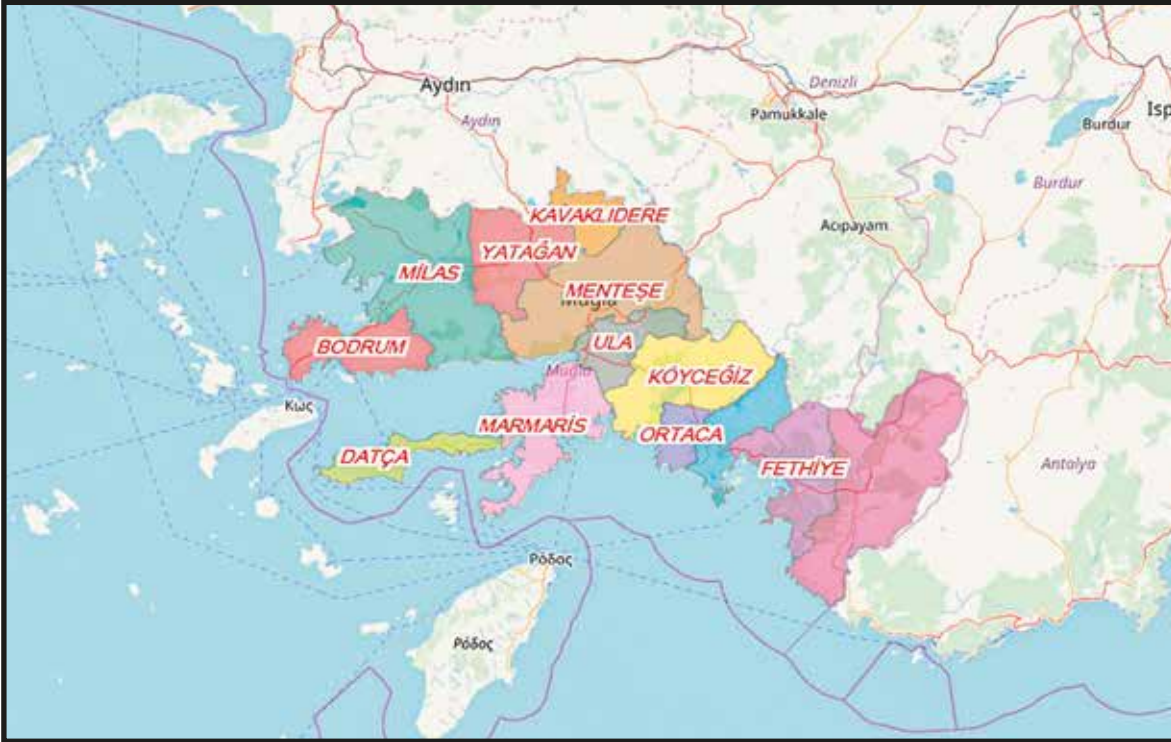 Aydın
Denizli
Pamukkale
Isp
Burdur
Aydın
Burdur
KAVAKLIDERE
Acıpayam
YATAĞAN
MİLAS
MENTEŞE
Muğla
BODRUM
ULA
Muğla
KÖYCEĞİZ
Κως
MARMARİS
ORTACA
DATÇA
FETHİYE
Antalya
Ρόδος
Ρόδος